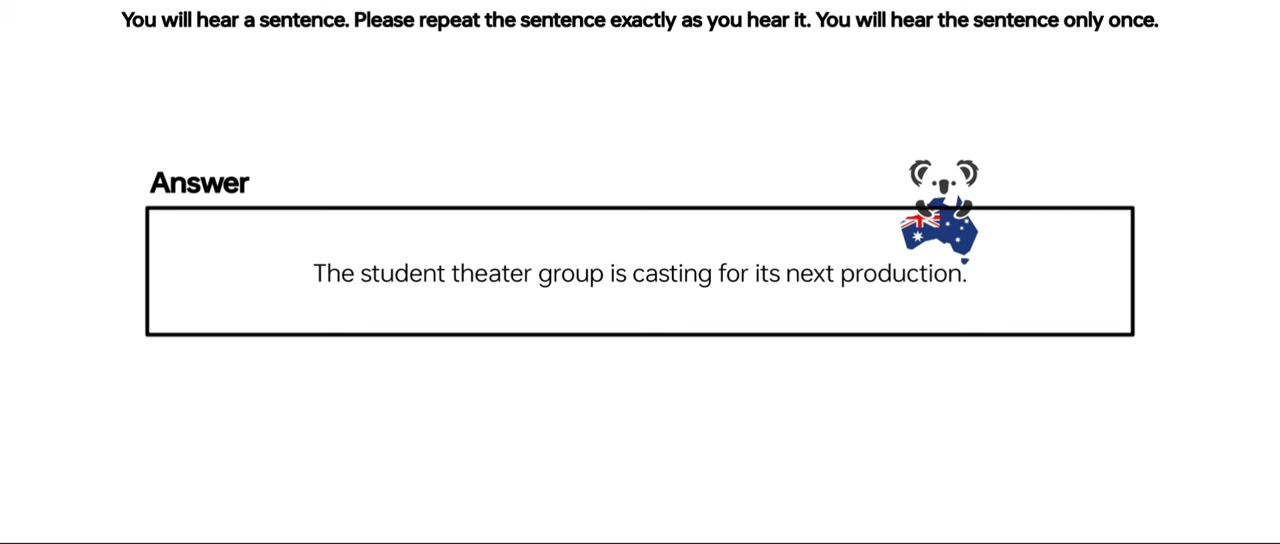 You will hear a sentence. Please repeat the sentence exactly as you hear it. You will hear the sentence only once.
Answer
The student theater group is casting for its next production.